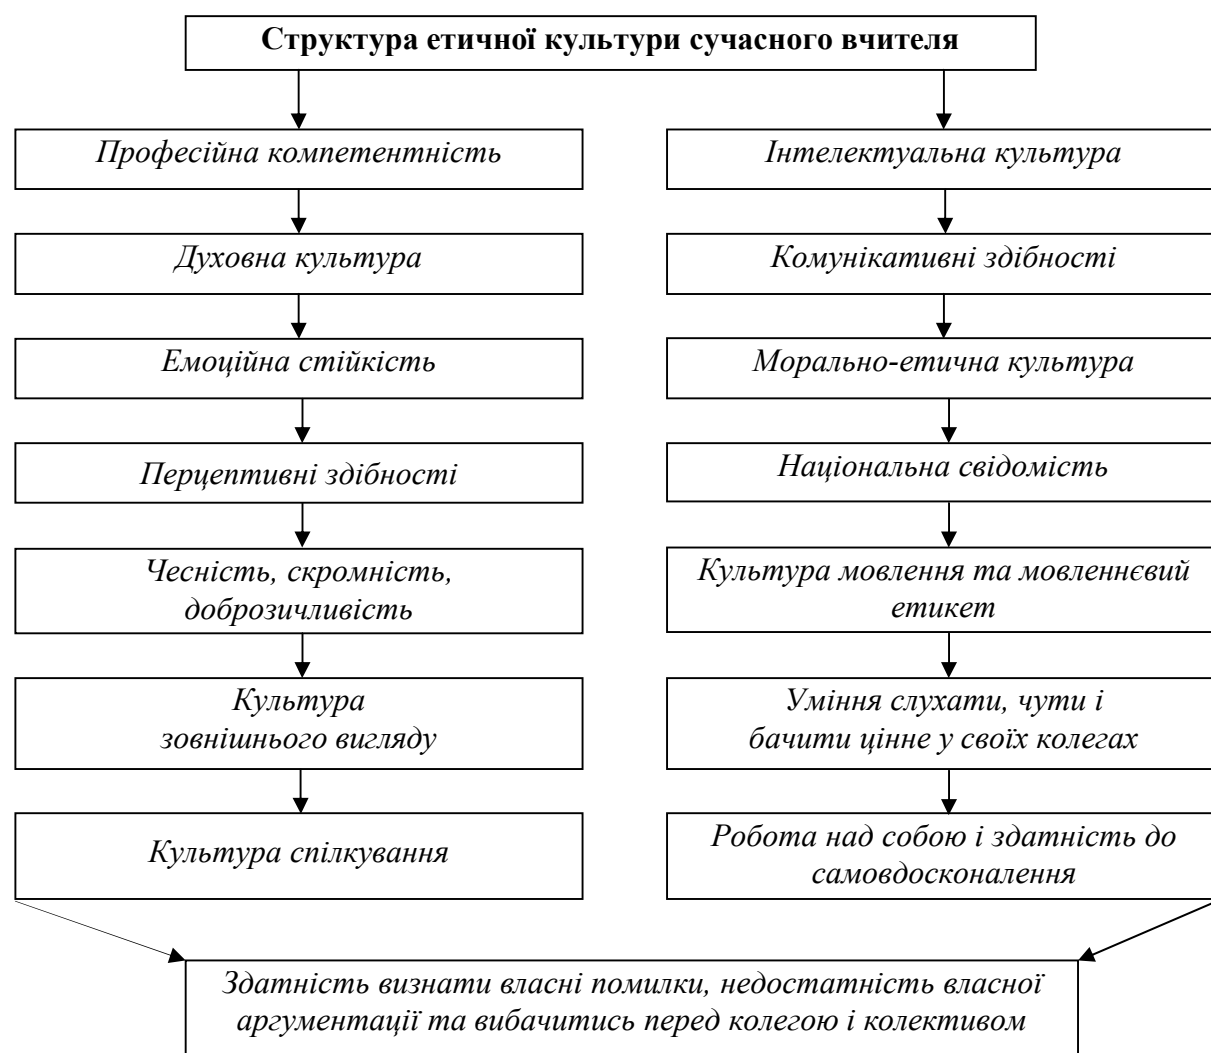 Структура етичної культури сучасного вчителя
Професійна компетентність
Інтелектуальна культура
Духовна культура
Комунікативні здібності
Емоційна стійкість
Морально-етична культура
Перцептивні здібності
Національна свідомість
Чесність, скромність,
доброзичливість
Культура мовлення та мовленнєвий
етикет
Культура
зовнішнього вигляду
Уміння слухати, чути і
бачити цінне у своїх колегах
Культура спілкування
Робота над собою і здатність до
самовдосконалення
Здатність визнати власні помилки, недостатність власної
аргументації та вибачитись перед колегою і колективом